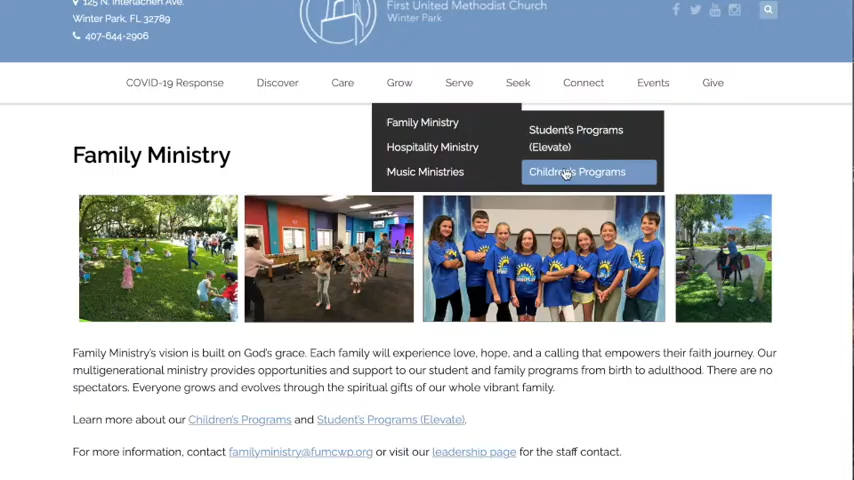 125 N. Interlachen Ave.
Winter Park, FL 32789
407-644-2906
First United Methodist Church
Winter Park
COVID-19 Response Discover Care Grow Serve Seek Connect Events Give
Family Ministry
Hospitality Ministry
Music Ministries
Student's Programs
(Elevate)
Children's Programs
Family Ministry
Family Ministry's vision is built on God's grace. Each family will experience love, hope, and a calling that empowers their faith journey. Our
multigenerational ministry provides opportunities and support to our student and family programs from birth to adulthood. There are no
spectators. Everyone grows and evolves through the spiritual gifts of our whole vibrant family.
Learn more about our Children's Programs and Student's Programs (Elevate).
For more information, contact familyministry@fumcwp.org or visit our leadership page for the staff contact.